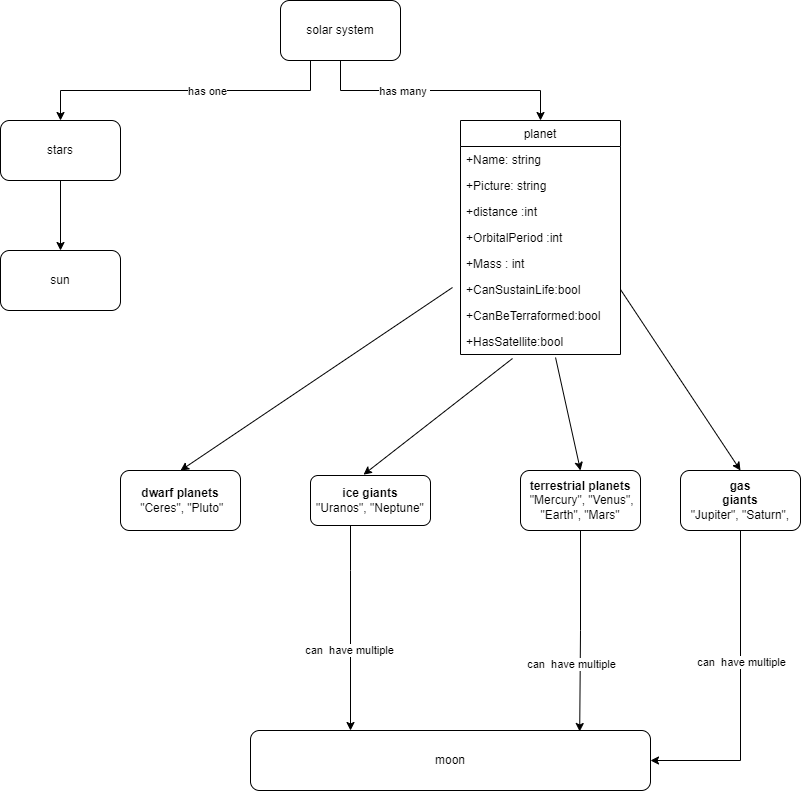 solar system
has one
has many
stars
planet
+Name: string
+Picture: string
+distance :int
+OrbitalPeriod :int
+Mass : int
+CanSustainLife:bool
+CanBeTerraformed:bool
+HasSatellite:bool
sun
dwarf planets
"Ceres", "Pluto"
ice giants
"Uranos", "Neptune"
terrestrial planets
"Mercury", "Venus",
"Earth", "Mars"
gas
giants
"Jupiter", "Saturn",
can have multiple
can have multiple
can have multiple
moon